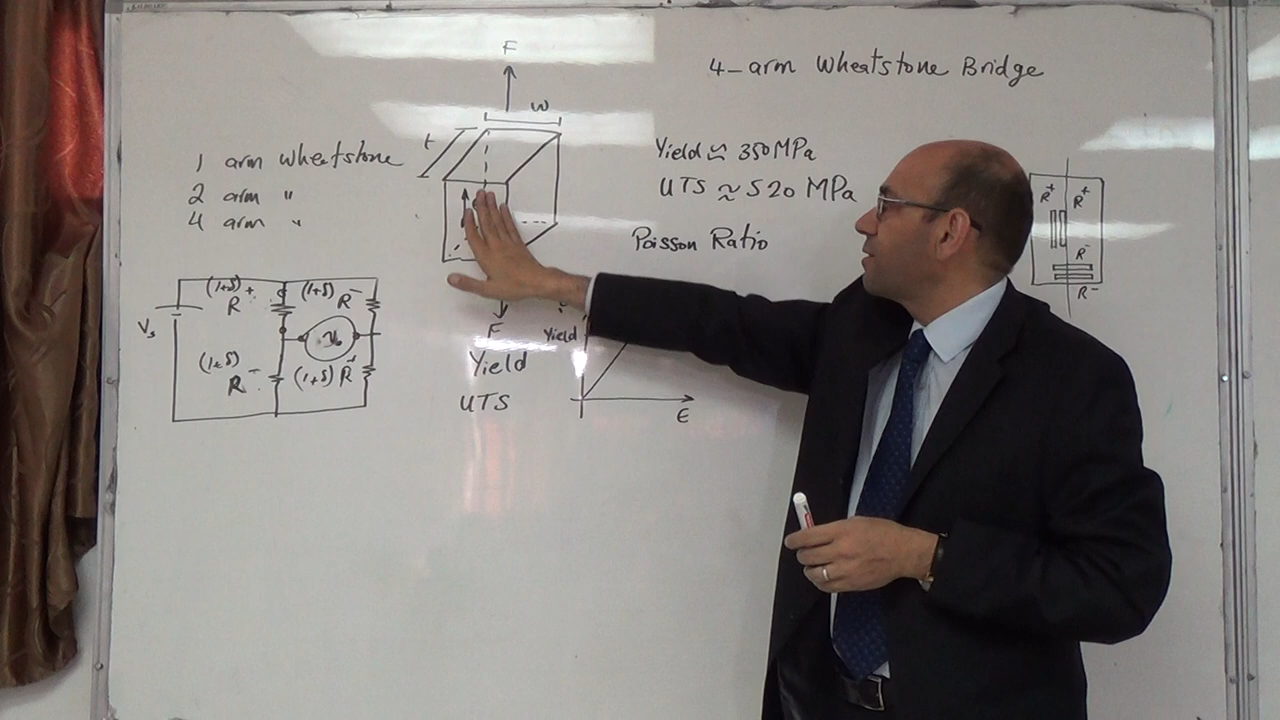 4-arm Wheatstone Bridge
F
w
t
1 arm Wheatstone
2 arm "
4 arm "
Yield ≈ 350 MPa
UTS ≈ 520 MPa
Poisson Ratio
R⁺ R⁺
R⁻
R⁻
(1+δ) R⁺ (1+δ) R⁻
Vs
(1+δ) R⁻ (1+δ) R⁺
F
Yield
UTS
Yield
ε